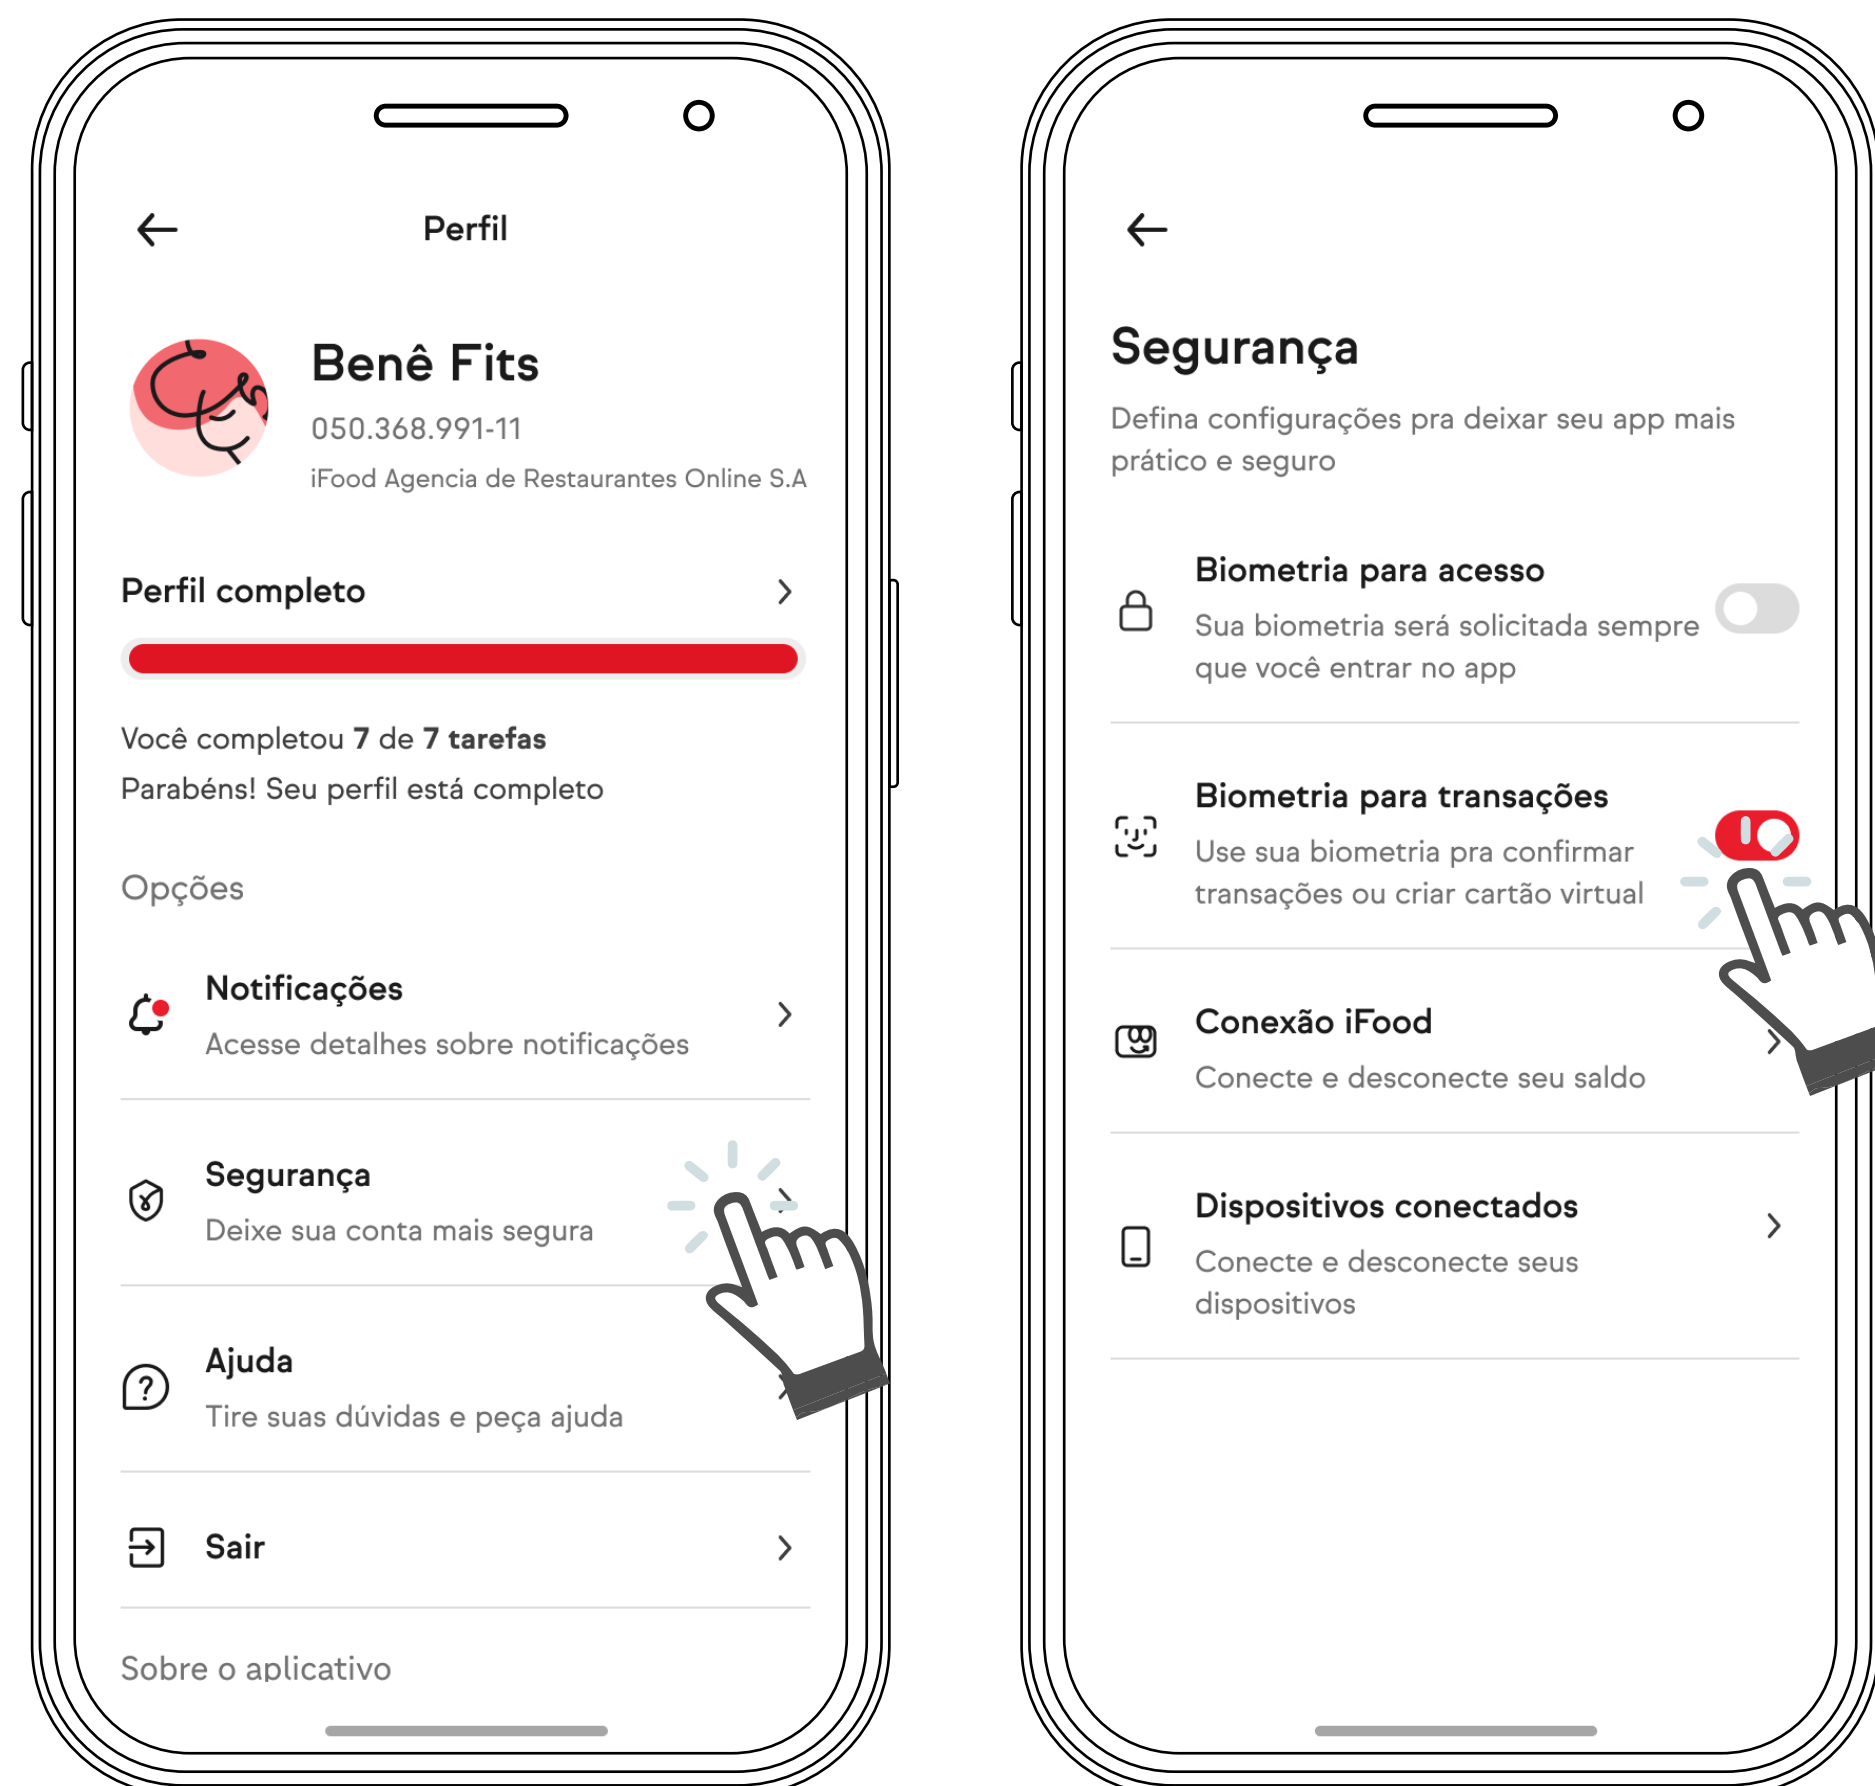 Perfil
Benê Fits
050.368.991-11
iFood Agencia de Restaurantes Online S.A
Perfil completo
Você completou 7 de 7 tarefas
Parabéns! Seu perfil está completo
Opções
Notificações
Acesse detalhes sobre notificações
Segurança
Deixe sua conta mais segura
Ajuda
Tire suas dúvidas e peça ajuda
Sair
Sobre o aplicativo
Segurança
Defina configurações pra deixar seu app mais
prático e seguro
Biometria para acesso
Sua biometria será solicitada sempre
que você entrar no app
Biometria para transações
Use sua biometria pra confirmar
transações ou criar cartão virtual
Conexão iFood
Conecte e desconecte seu saldo
Dispositivos conectados
Conecte e desconecte seus
dispositivos